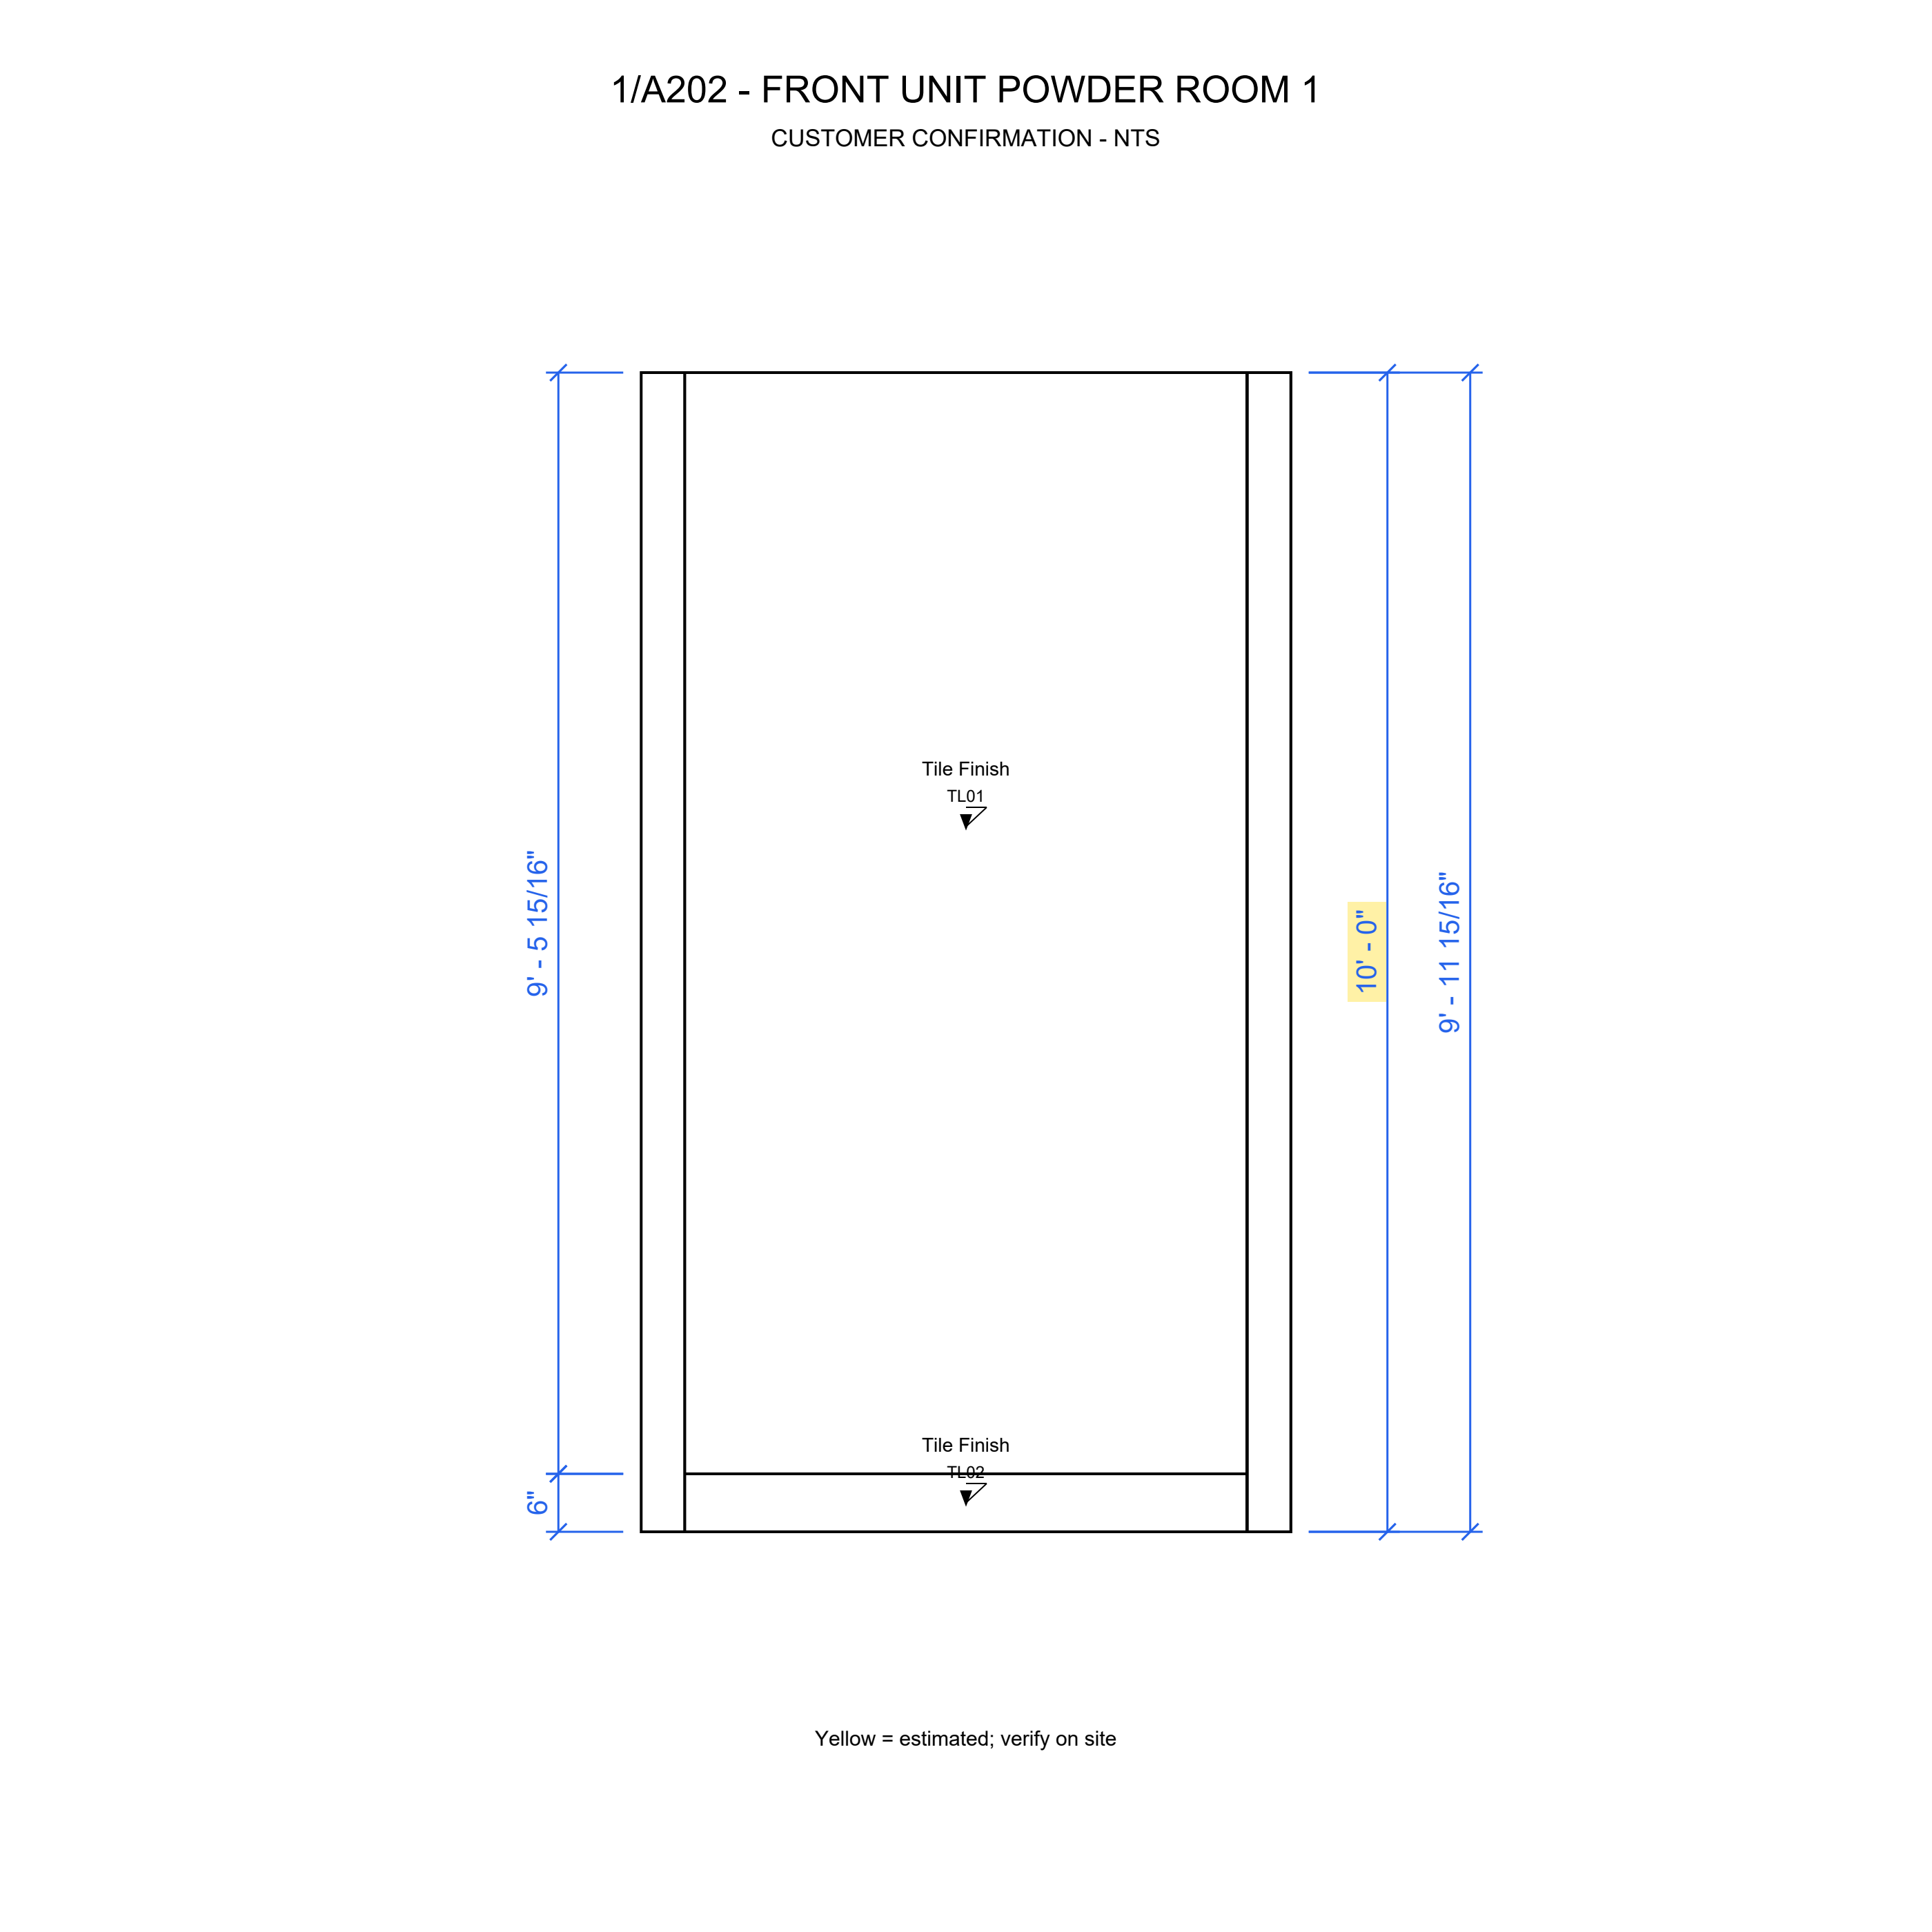 1/A202 - FRONT UNIT POWDER ROOM 1
CUSTOMER CONFIRMATION - NTS
Tile Finish
TL01
9' - 5 15/16"
10' - 0"
9' - 11 15/16"
Tile Finish
TL02
6"
Yellow = estimated; verify on site